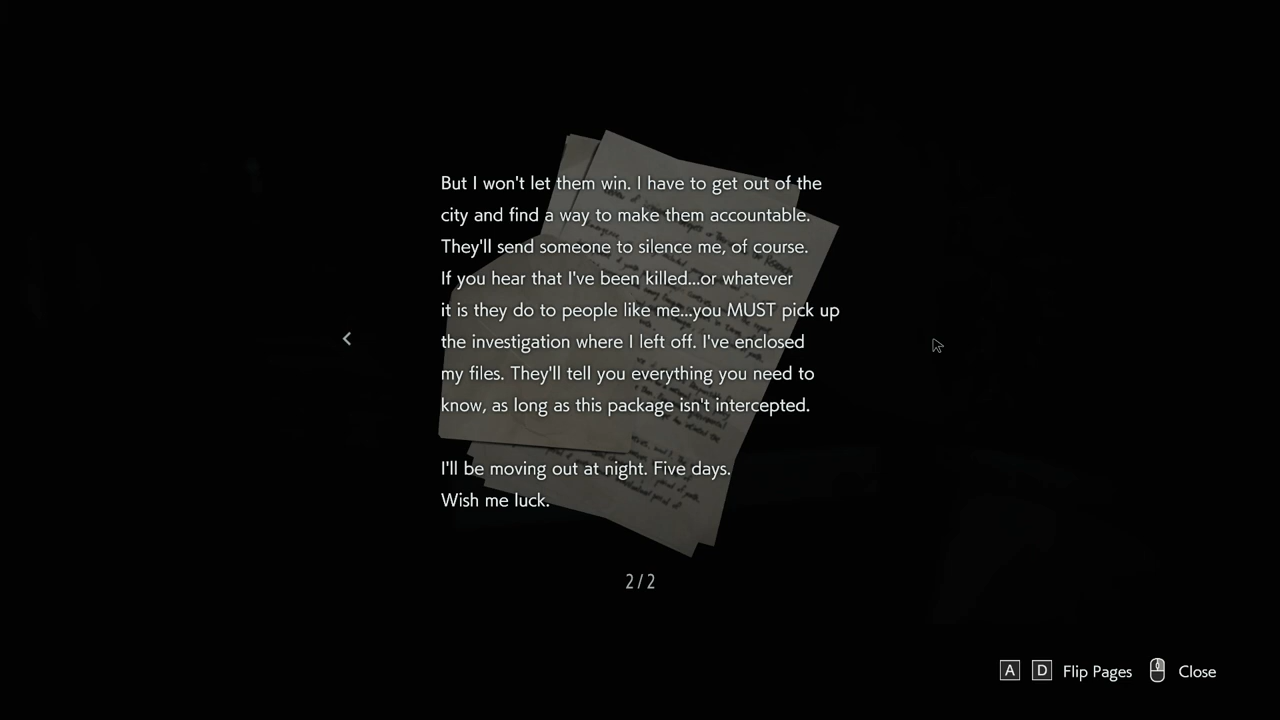 But I won't let them win. I have to get out of the
city and find a way to make them accountable.
They'll send someone to silence me, of course.
If you hear that I've been killed...or whatever
it is they do to people like me...you MUST pick up
the investigation where I left off. I've enclosed
my files. They'll tell you everything you need to
know, as long as this package isn't intercepted.
I'll be moving out at night. Five days.
Wish me luck.
2 / 2
A D Flip Pages Close